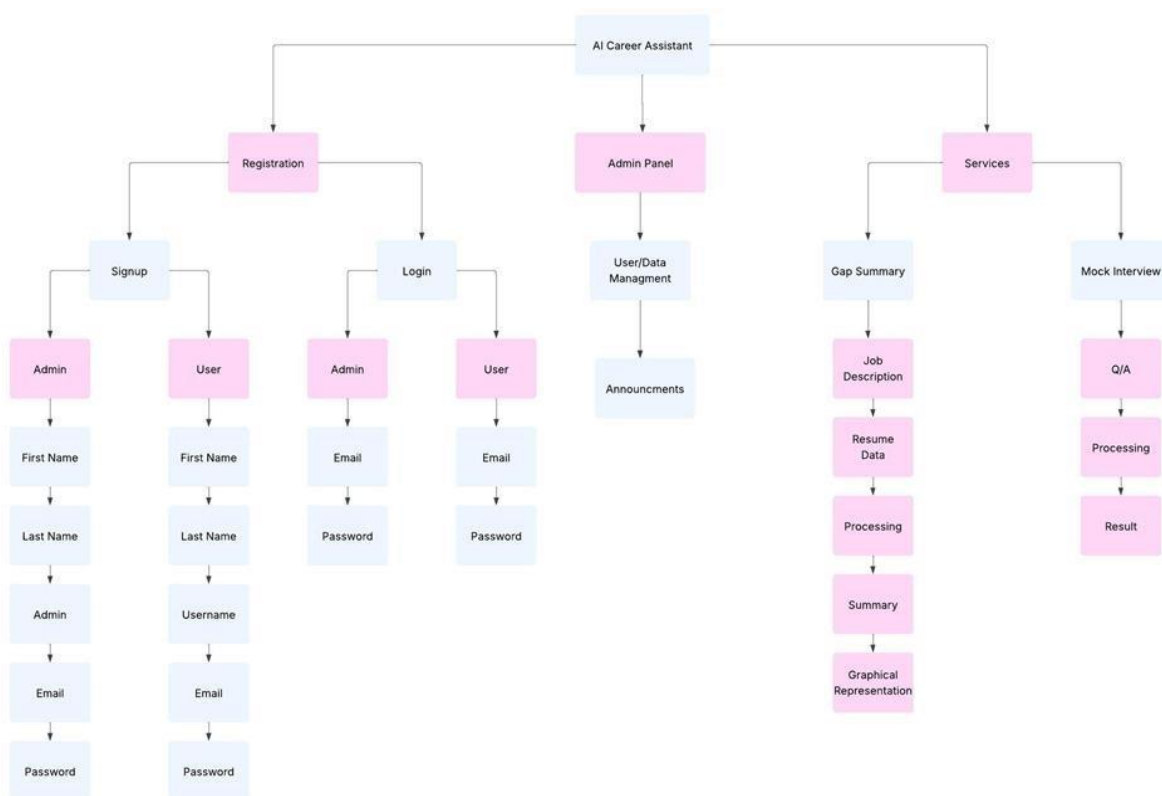 AI Career Assistant
Registration
Admin Panel
Services
Signup
Login
User/Data
Managment
Gap Summary
Mock Interview
Admin
User
Admin
User
Announcments
Job
Description
Q/A
First Name
First Name
Email
Email
Resume
Data
Processing
Last Name
Last Name
Password
Password
Processing
Result
Admin
Username
Summary
Email
Email
Graphical
Representation
Password
Password